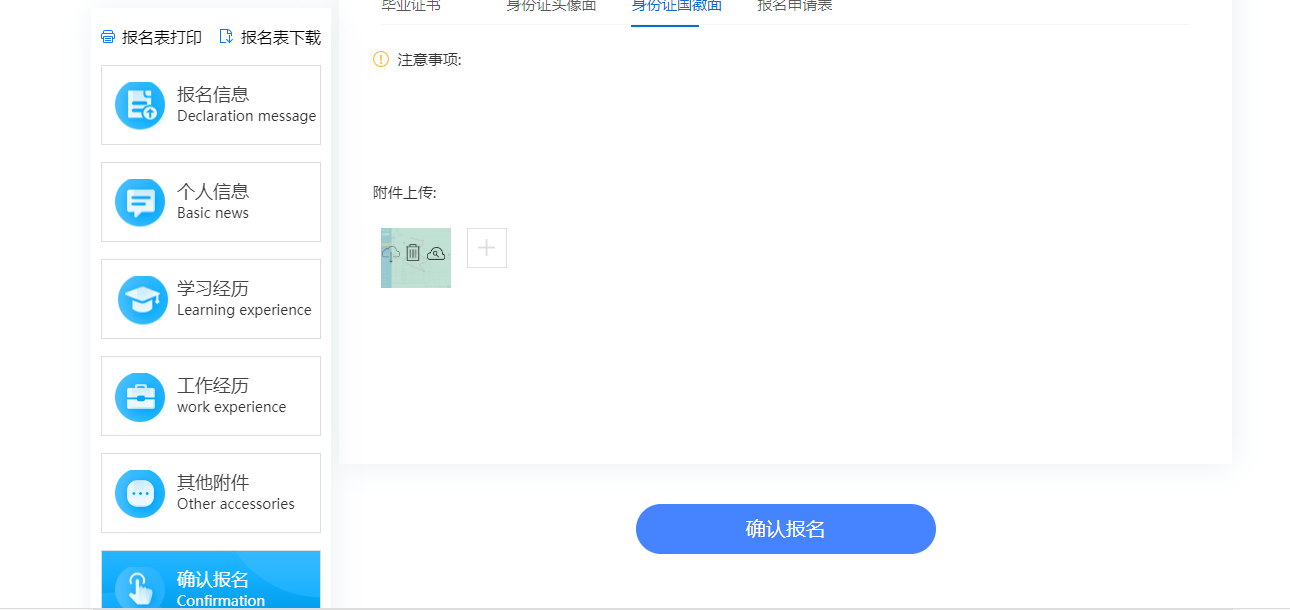 毕业证书
身份证头像面
身份证国徽面
报名申请表
报名表打印
报名表下载
注意事项:
报名信息
Declaration message
个人信息
Basic news
附件上传:
学习经历
Learning experience
工作经历
work experience
其他附件
Other accessories
确认报名
确认报名
Confirmation